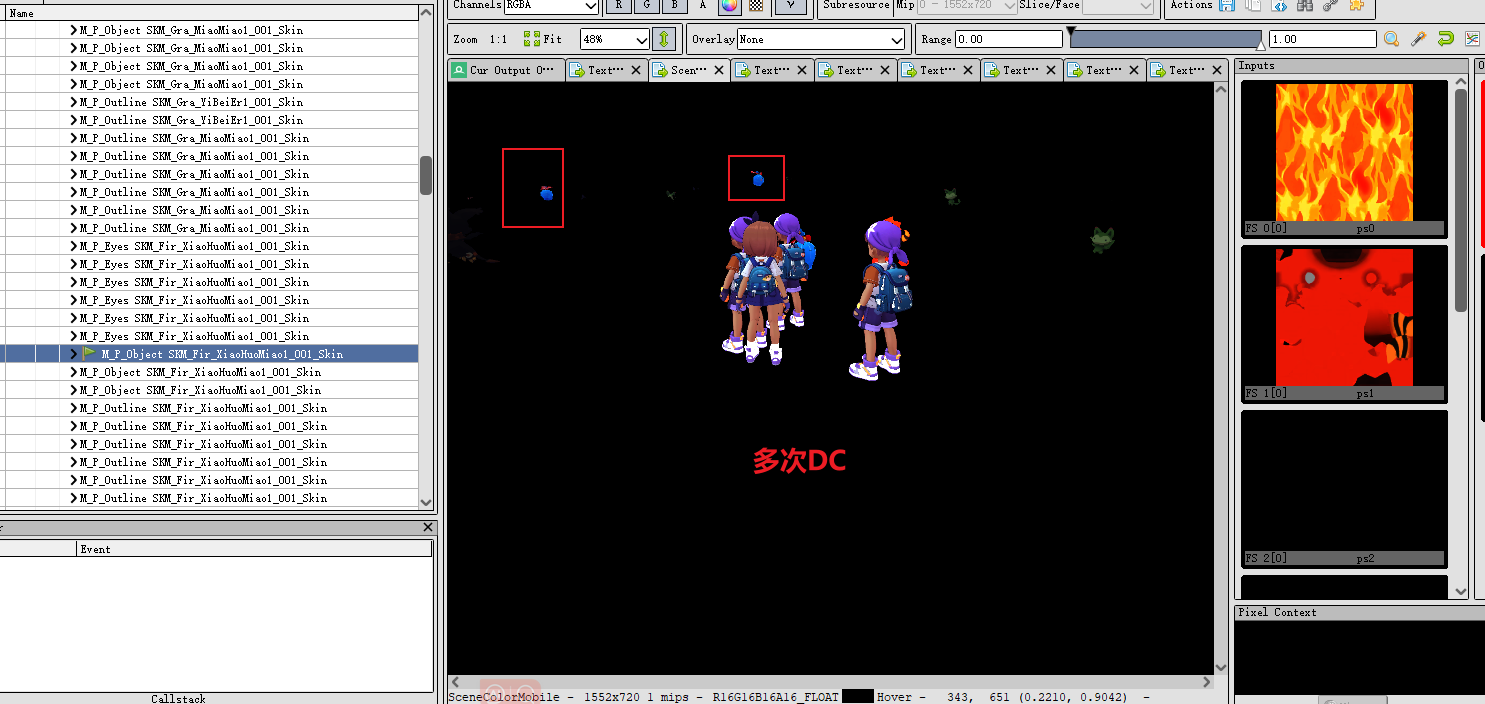 Name
M_P_Object SKM_Gra_MiaoMiao1_001_Skin
M_P_Object SKM_Gra_MiaoMiao1_001_Skin
M_P_Object SKM_Gra_MiaoMiao1_001_Skin
M_P_Object SKM_Gra_MiaoMiao1_001_Skin
M_P_Outline SKM_Gra_YiBeiEr1_001_Skin
M_P_Outline SKM_Gra_YiBeiEr1_001_Skin
M_P_Outline SKM_Gra_MiaoMiao1_001_Skin
M_P_Outline SKM_Gra_MiaoMiao1_001_Skin
M_P_Outline SKM_Gra_MiaoMiao1_001_Skin
M_P_Outline SKM_Gra_MiaoMiao1_001_Skin
M_P_Outline SKM_Gra_MiaoMiao1_001_Skin
M_P_Outline SKM_Gra_MiaoMiao1_001_Skin
M_P_Eyes SKM_Fir_XiaoHuoMiao1_001_Skin
M_P_Eyes SKM_Fir_XiaoHuoMiao1_001_Skin
M_P_Eyes SKM_Fir_XiaoHuoMiao1_001_Skin
M_P_Eyes SKM_Fir_XiaoHuoMiao1_001_Skin
M_P_Eyes SKM_Fir_XiaoHuoMiao1_001_Skin
M_P_Eyes SKM_Fir_XiaoHuoMiao1_001_Skin
M_P_Object SKM_Fir_XiaoHuoMiao1_001_Skin
M_P_Object SKM_Fir_XiaoHuoMiao1_001_Skin
M_P_Object SKM_Fir_XiaoHuoMiao1_001_Skin
M_P_Outline SKM_Fir_XiaoHuoMiao1_001_Skin
M_P_Outline SKM_Fir_XiaoHuoMiao1_001_Skin
M_P_Outline SKM_Fir_XiaoHuoMiao1_001_Skin
M_P_Outline SKM_Fir_XiaoHuoMiao1_001_Skin
M_P_Outline SKM_Fir_XiaoHuoMiao1_001_Skin
M_P_Outline SKM_Fir_XiaoHuoMiao1_001_Skin
Event
Callstack
Channels RGBA R G B A γ Subresource Mip 0 - 1552x720 Slice/Face Actions
Zoom 1:1 Fit 48% Overlay None Range 0.00 1.00
Cur Output 0··· Text··· Scen··· Text··· Text··· Text··· Text··· Text··· Text···
多次DC
SceneColorMobile - 1552x720 1 mips - R16G16B16A16_FLOAT Hover - 343, 651 (0.2210, 0.9042) -
Inputs
FS 0[0] ps0
FS 1[0] ps1
FS 2[0] ps2
Pixel Context